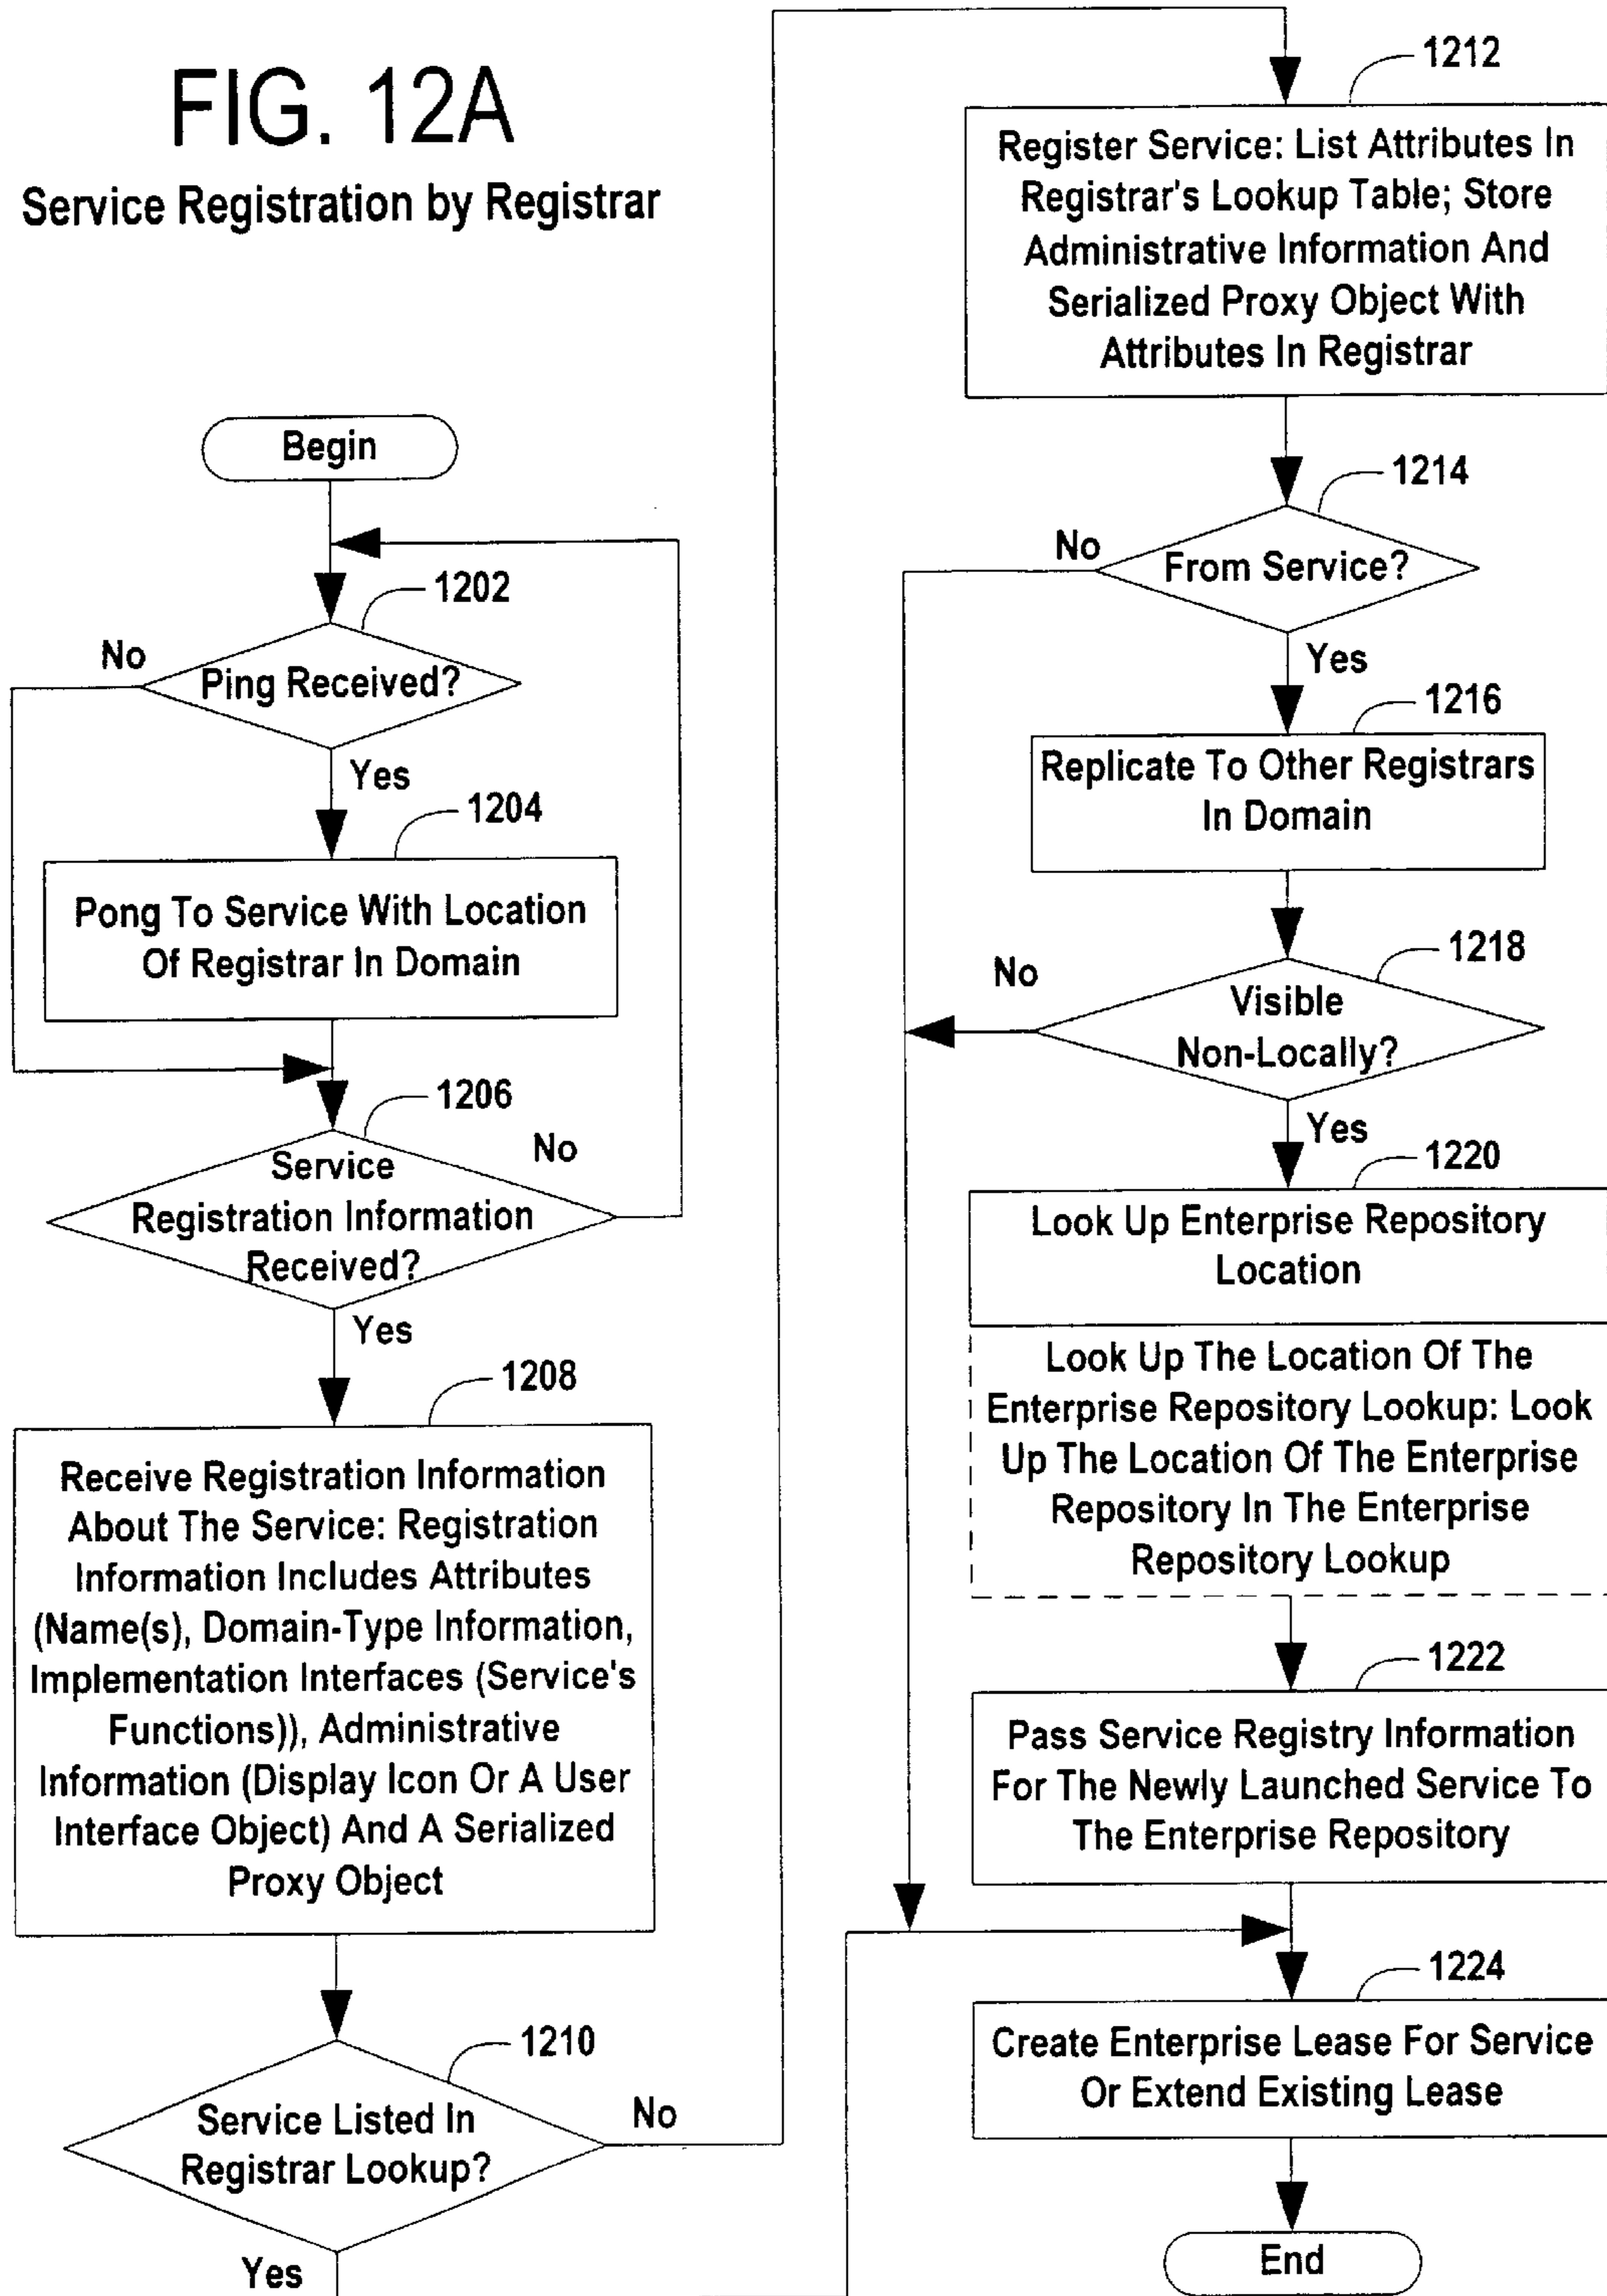 FIG. 12A
Service Registration by Registrar
Begin
1202
No
Ping Received?
Yes
1204
Pong To Service With Location
Of Registrar In Domain
1206
No
Service
Registration Information
Received?
Yes
1208
Receive Registration Information
About The Service: Registration
Information Includes Attributes
(Name(s), Domain-Type Information,
Implementation Interfaces (Service's
Functions)), Administrative
Information (Display Icon Or A User
Interface Object) And A Serialized
Proxy Object
1210
Service Listed In
Registrar Lookup?
No
Yes
1212
Register Service: List Attributes In
Registrar's Lookup Table; Store
Administrative Information And
Serialized Proxy Object With
Attributes In Registrar
1214
No
From Service?
Yes
1216
Replicate To Other Registrars
In Domain
1218
No
Visible
Non-Locally?
Yes
1220
Look Up Enterprise Repository
Location
Look Up The Location Of The
Enterprise Repository Lookup: Look
Up The Location Of The Enterprise
Repository In The Enterprise
Repository Lookup
1222
Pass Service Registry Information
For The Newly Launched Service To
The Enterprise Repository
1224
Create Enterprise Lease For Service
Or Extend Existing Lease
End